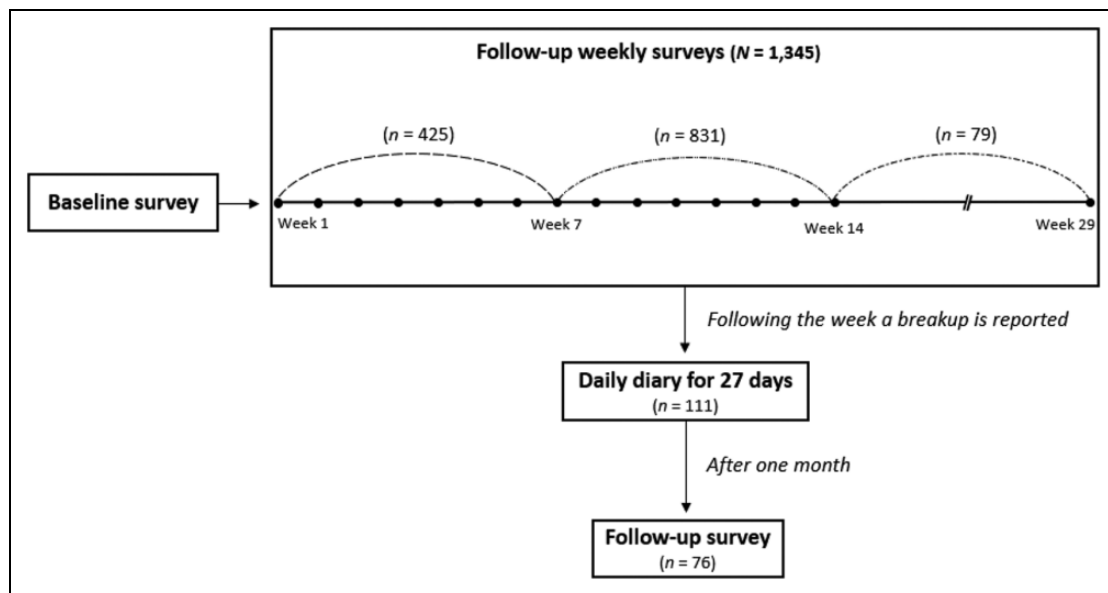 Follow-up weekly surveys (N = 1,345)
(n = 425)
(n = 831)
(n = 79)
Baseline survey
Week 1
Week 7
Week 14
Week 29
Following the week a breakup is reported
Daily diary for 27 days
(n = 111)
After one month
Follow-up survey
(n = 76)